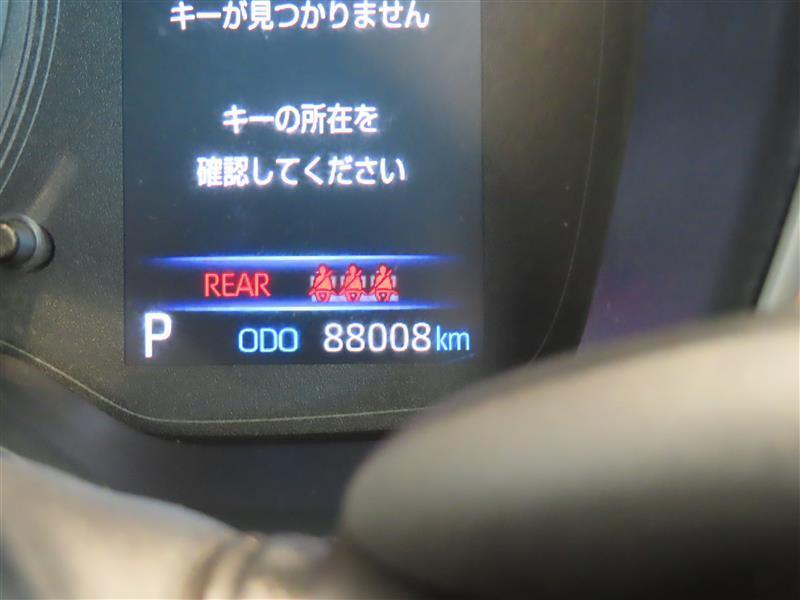 キーが見つかりません
キーの所在を
確認してください
REAR
P ODO 88008km